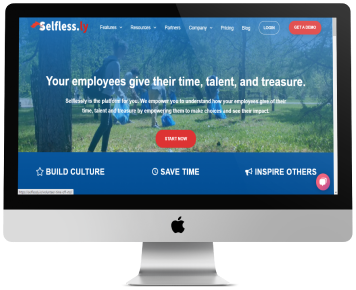 Selfless.ly Features Resources Partners Company Pricing Blog LOGIN GET A DEMO
Your employees give their time, talent, and treasure.
Selflessly is the platform for you. We empower you to understand how your employees give of their
time, talent and treasure by empowering them to make choices and see their impact.
START NOW
BUILD CULTURE SAVE TIME INSPIRE OTHERS